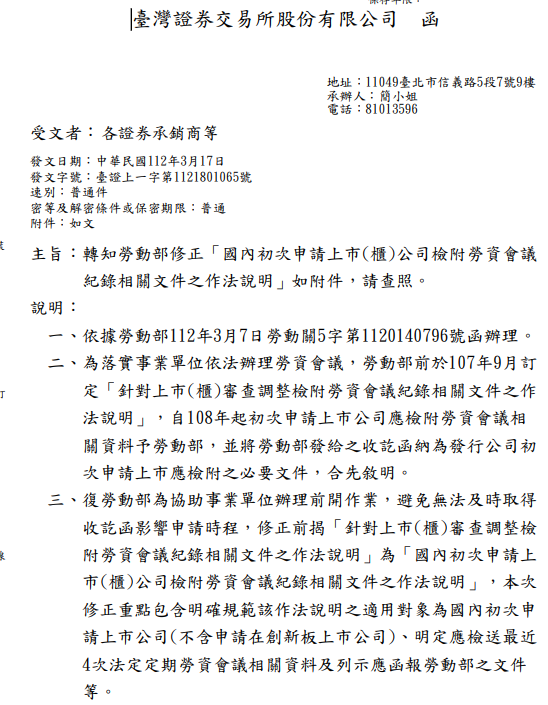 臺灣證券交易所股份有限公司　函
地址：11049臺北市信義路5段7號9樓
承辦人：簡小姐
電話：81013596
受文者：各證券承銷商等
發文日期：中華民國112年3月17日
發文字號：臺證上一字第1121801065號
速別：普通件
密等及解密條件或保密期限：普通
附件：如文
主旨：轉知勞動部修正「國內初次申請上市(櫃)公司檢附勞資會議
紀錄相關文件之作法說明」如附件，請查照。
說明：
一、依據勞動部112年3月7日勞動關5字第1120140796號函辦理。
二、為落實事業單位依法辦理勞資會議，勞動部前於107年9月訂
定「針對上市(櫃)審查調整檢附勞資會議紀錄相關文件之作
法說明」，自108年起初次申請上市公司應檢附勞資會議相
關資料予勞動部，並將勞動部發給之收訖函納為發行公司初
次申請上市應檢附之必要文件，合先敘明。
三、復勞動部為協助事業單位辦理前開作業，避免無法及時取得
收訖函影響申請時程，修正前揭「針對上市(櫃)審查調整檢
附勞資會議紀錄相關文件之作法說明」為「國內初次申請上
市(櫃)公司檢附勞資會議紀錄相關文件之作法說明」，本次
修正重點包含明確規範該作法說明之適用對象為國內初次申
請上市公司(不含申請在創新板上市公司)、明定應檢送最近
4次法定定期勞資會議相關資料及列示應函報勞動部之文件
等。